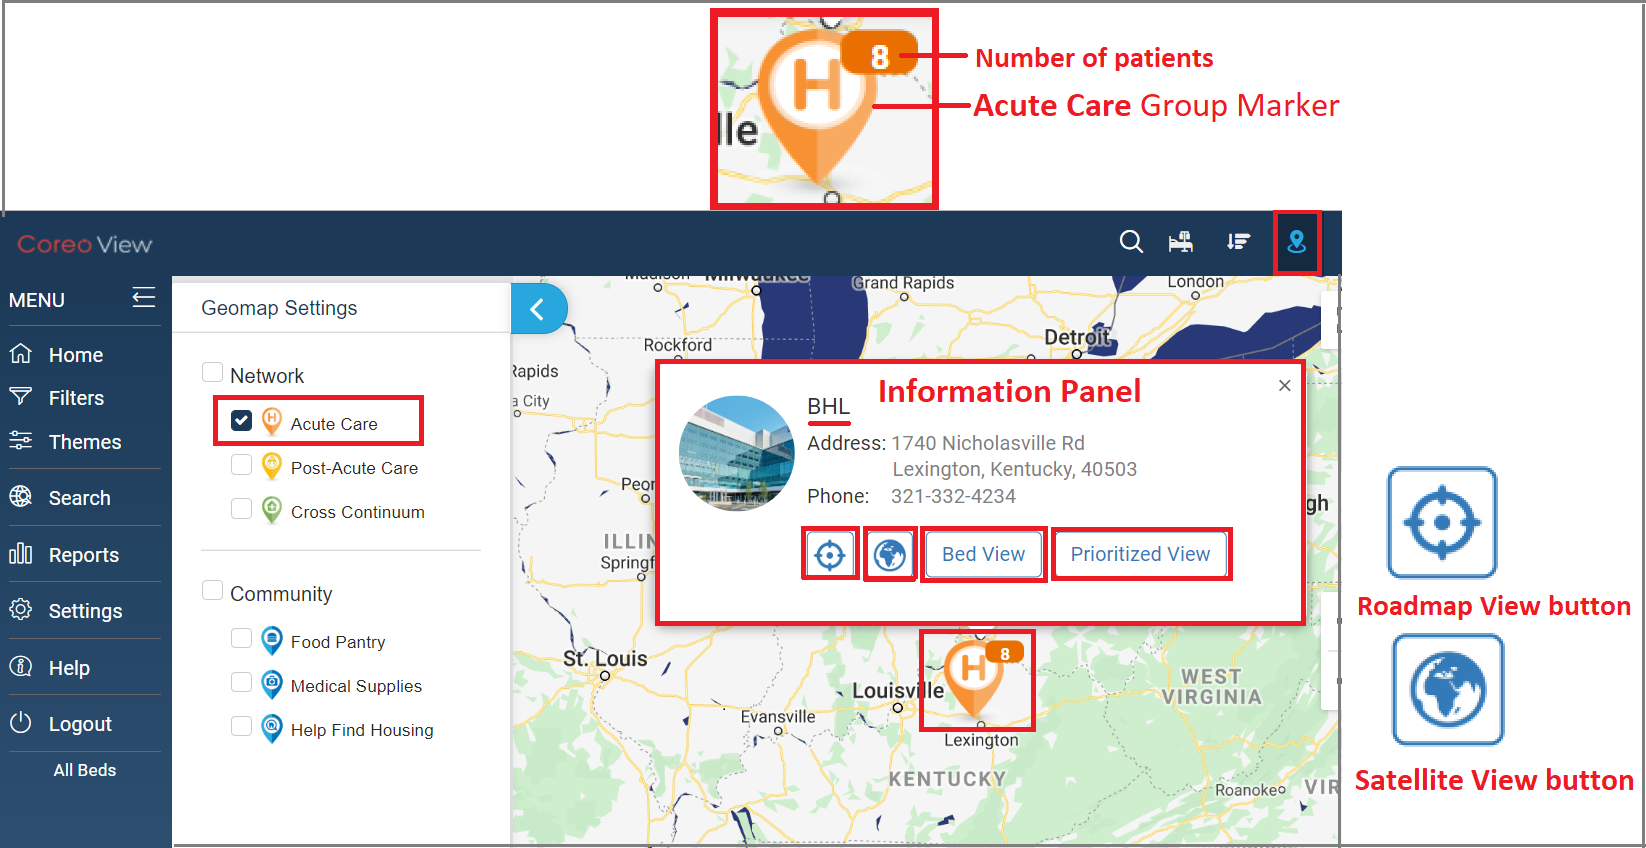 8
Number of patients
H
Acute Care Group Marker
lle
Coreo View
MENU
Home
Filters
Themes
Search
Reports
Settings
Help
Logout
All Beds
Geomap Settings
Network
H
Acute Care
Post-Acute Care
Cross Continuum
Community
Food Pantry
Medical Supplies
Help Find Housing
Madison
Milwaukee
Grand Rapids
London
Rockford
Detroit
Rapids
a City
Information Panel
BHL
Address: 1740 Nicholasville Rd
Lexington, Kentucky, 40503
Phone: 321-332-4234
Bed View
Prioritized View
Peor
gh
ILLIN
Springf
St. Louis
H
8
Louisville
WEST
VIRGINIA
Evansville
Lexington
KENTUCKY
Roanoke
VIR
Roadmap View button
Satellite View button